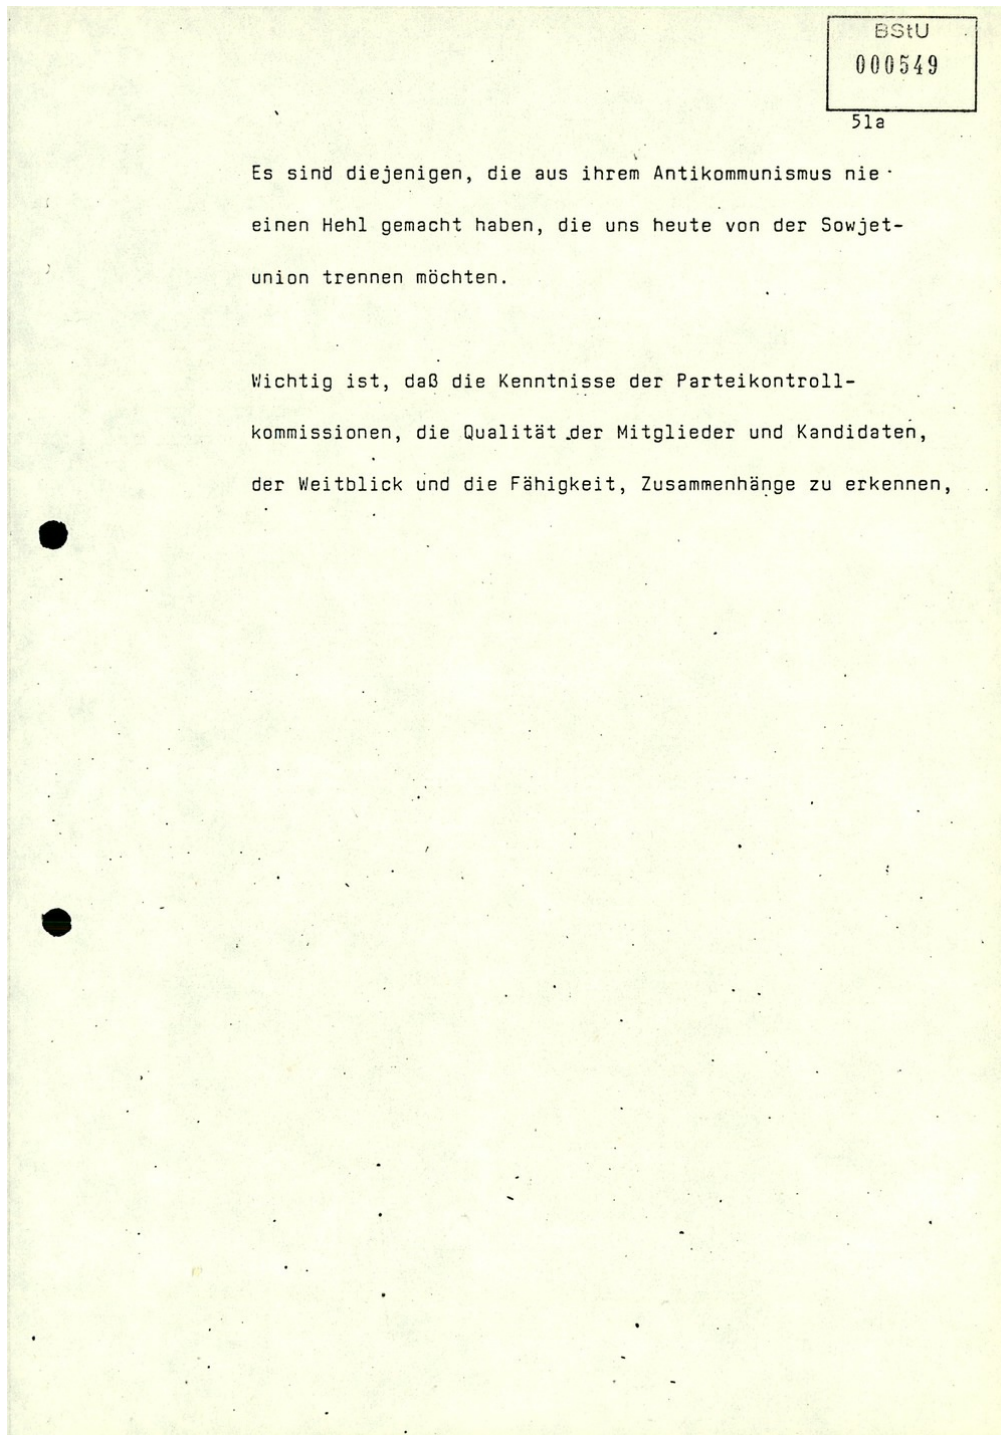 BStU
000549
51a
Es sind diejenigen, die aus ihrem Antikommunismus nie
einen Hehl gemacht haben, die uns heute von der Sowjet-
union trennen möchten.
Wichtig ist, daß die Kenntnisse der Parteikontroll-
kommissionen, die Qualität der Mitglieder und Kandidaten,
der Weitblick und die Fähigkeit, Zusammenhänge zu erkennen,